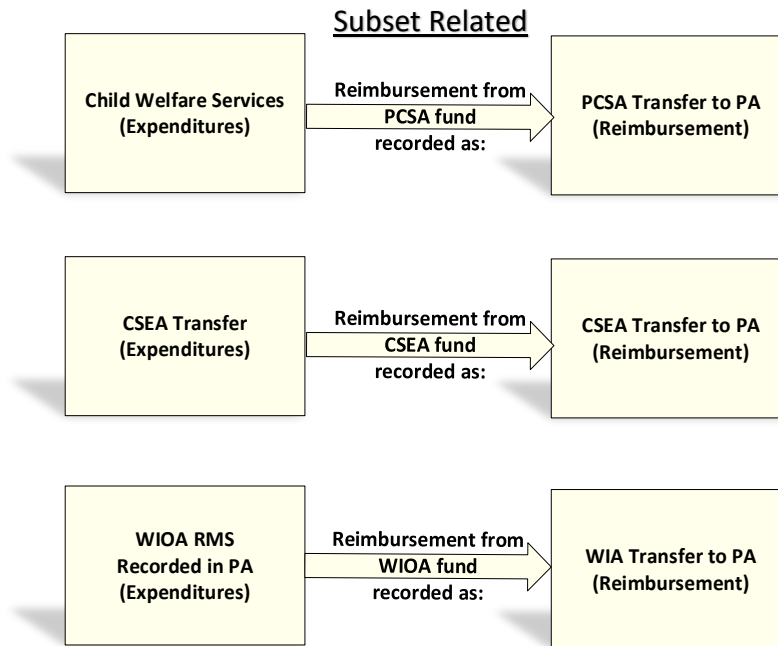 Subset Related
Child Welfare Services
(Expenditures)
Reimbursement from
PCSA fund
recorded as:
PCSA Transfer to PA
(Reimbursement)
CSEA Transfer
(Expenditures)
Reimbursement from
CSEA fund
recorded as:
CSEA Transfer to PA
(Reimbursement)
WIOA RMS
Recorded in PA
(Expenditures)
Reimbursement from
WIOA fund
recorded as:
WIA Transfer to PA
(Reimbursement)